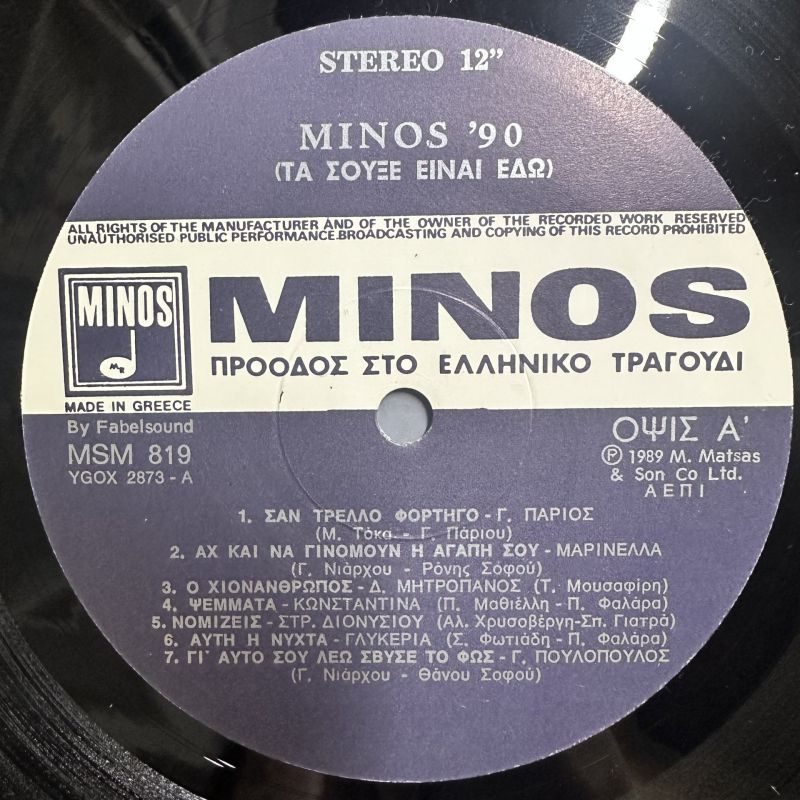 STEREO 12”
MINOS '90
(ΤΑ ΣΟΥΞΕ ΕΙΝΑΙ ΕΔΩ)
ALL RIGHTS OF THE MANUFACTURER AND OF THE OWNER OF THE RECORDED WORK RESERVED
UNAUTHORISED PUBLIC PERFORMANCE.BROADCASTING AND COPYING OF THIS RECORD PROHIBITED
MINOS
MINOS
ΠΡΟΟΔΟΣ ΣΤΟ ΕΛΛΗΝΙΚΟ ΤΡΑΓΟΥΔΙ
MADE IN GREECE
By Fabelsound
MSM 819
YGOX 2873 - A
ΟΨΙΣ Α'
℗ 1989 M. Matsas
& Son Co Ltd.
ΑΕΠΙ
1. ΣΑΝ ΤΡΕΛΛΟ ΦΟΡΤΗΓΟ - Γ. ΠΑΡΙΟΣ
(Μ. Τόκα - Γ. Πάριου)
2. ΑΧ ΚΑΙ ΝΑ ΓΙΝΟΜΟΥΝ Η ΑΓΑΠΗ ΣΟΥ - ΜΑΡΙΝΕΛΛΑ
(Γ. Νιάρχου - Ρόνης Σοφού)
3. Ο ΧΙΟΝΑΝΘΡΩΠΟΣ - Δ. ΜΗΤΡΟΠΑΝΟΣ (Τ. Μουσαφίρη)
4. ΨΕΜΜΑΤΑ - ΚΩΝΣΤΑΝΤΙΝΑ (Π. Μαθιέλλη - Π. Φαλάρα)
5. ΝΟΜΙΖΕΙΣ - ΣΤΡ. ΔΙΟΝΥΣΙΟΥ (Αλ. Χρυσοβέργη - Σπ. Γιατρά)
6. ΑΥΤΗ Η ΝΥΧΤΑ - ΓΛΥΚΕΡΙΑ (Σ. Φωτιάδη - Π. Φαλάρα)
7. ΓΙ' ΑΥΤΟ ΣΟΥ ΛΕΩ ΣΒΥΣΕ ΤΟ ΦΩΣ - Γ. ΠΟΥΛΟΠΟΥΛΟΣ
(Γ. Νιάρχου - Θάνου Σοφού)